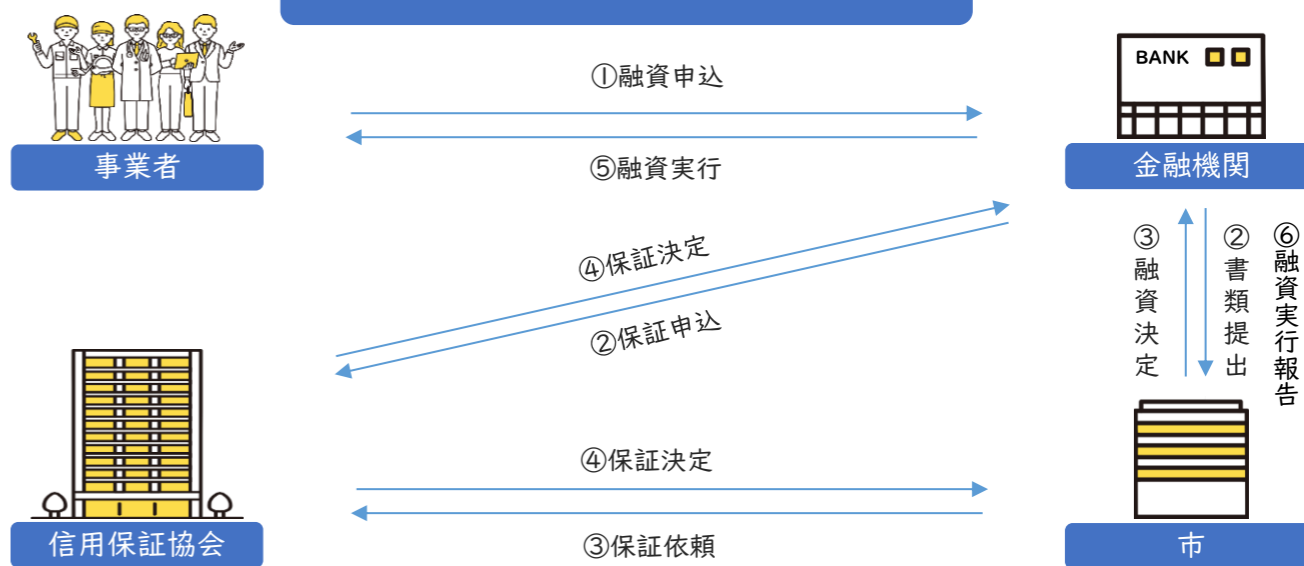 ①融資申込
BANK
事業者
⑤融資実行
金融機関
④保証決定
②保証申込
③融資決定
②書類提出
⑥融資実行報告
④保証決定
信用保証協会
③保証依頼
市